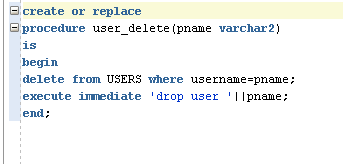 create or replace
procedure user_delete(pname varchar2)
is
begin
delete from USERS where username=pname;
execute immediate 'drop user '||pname;
end;